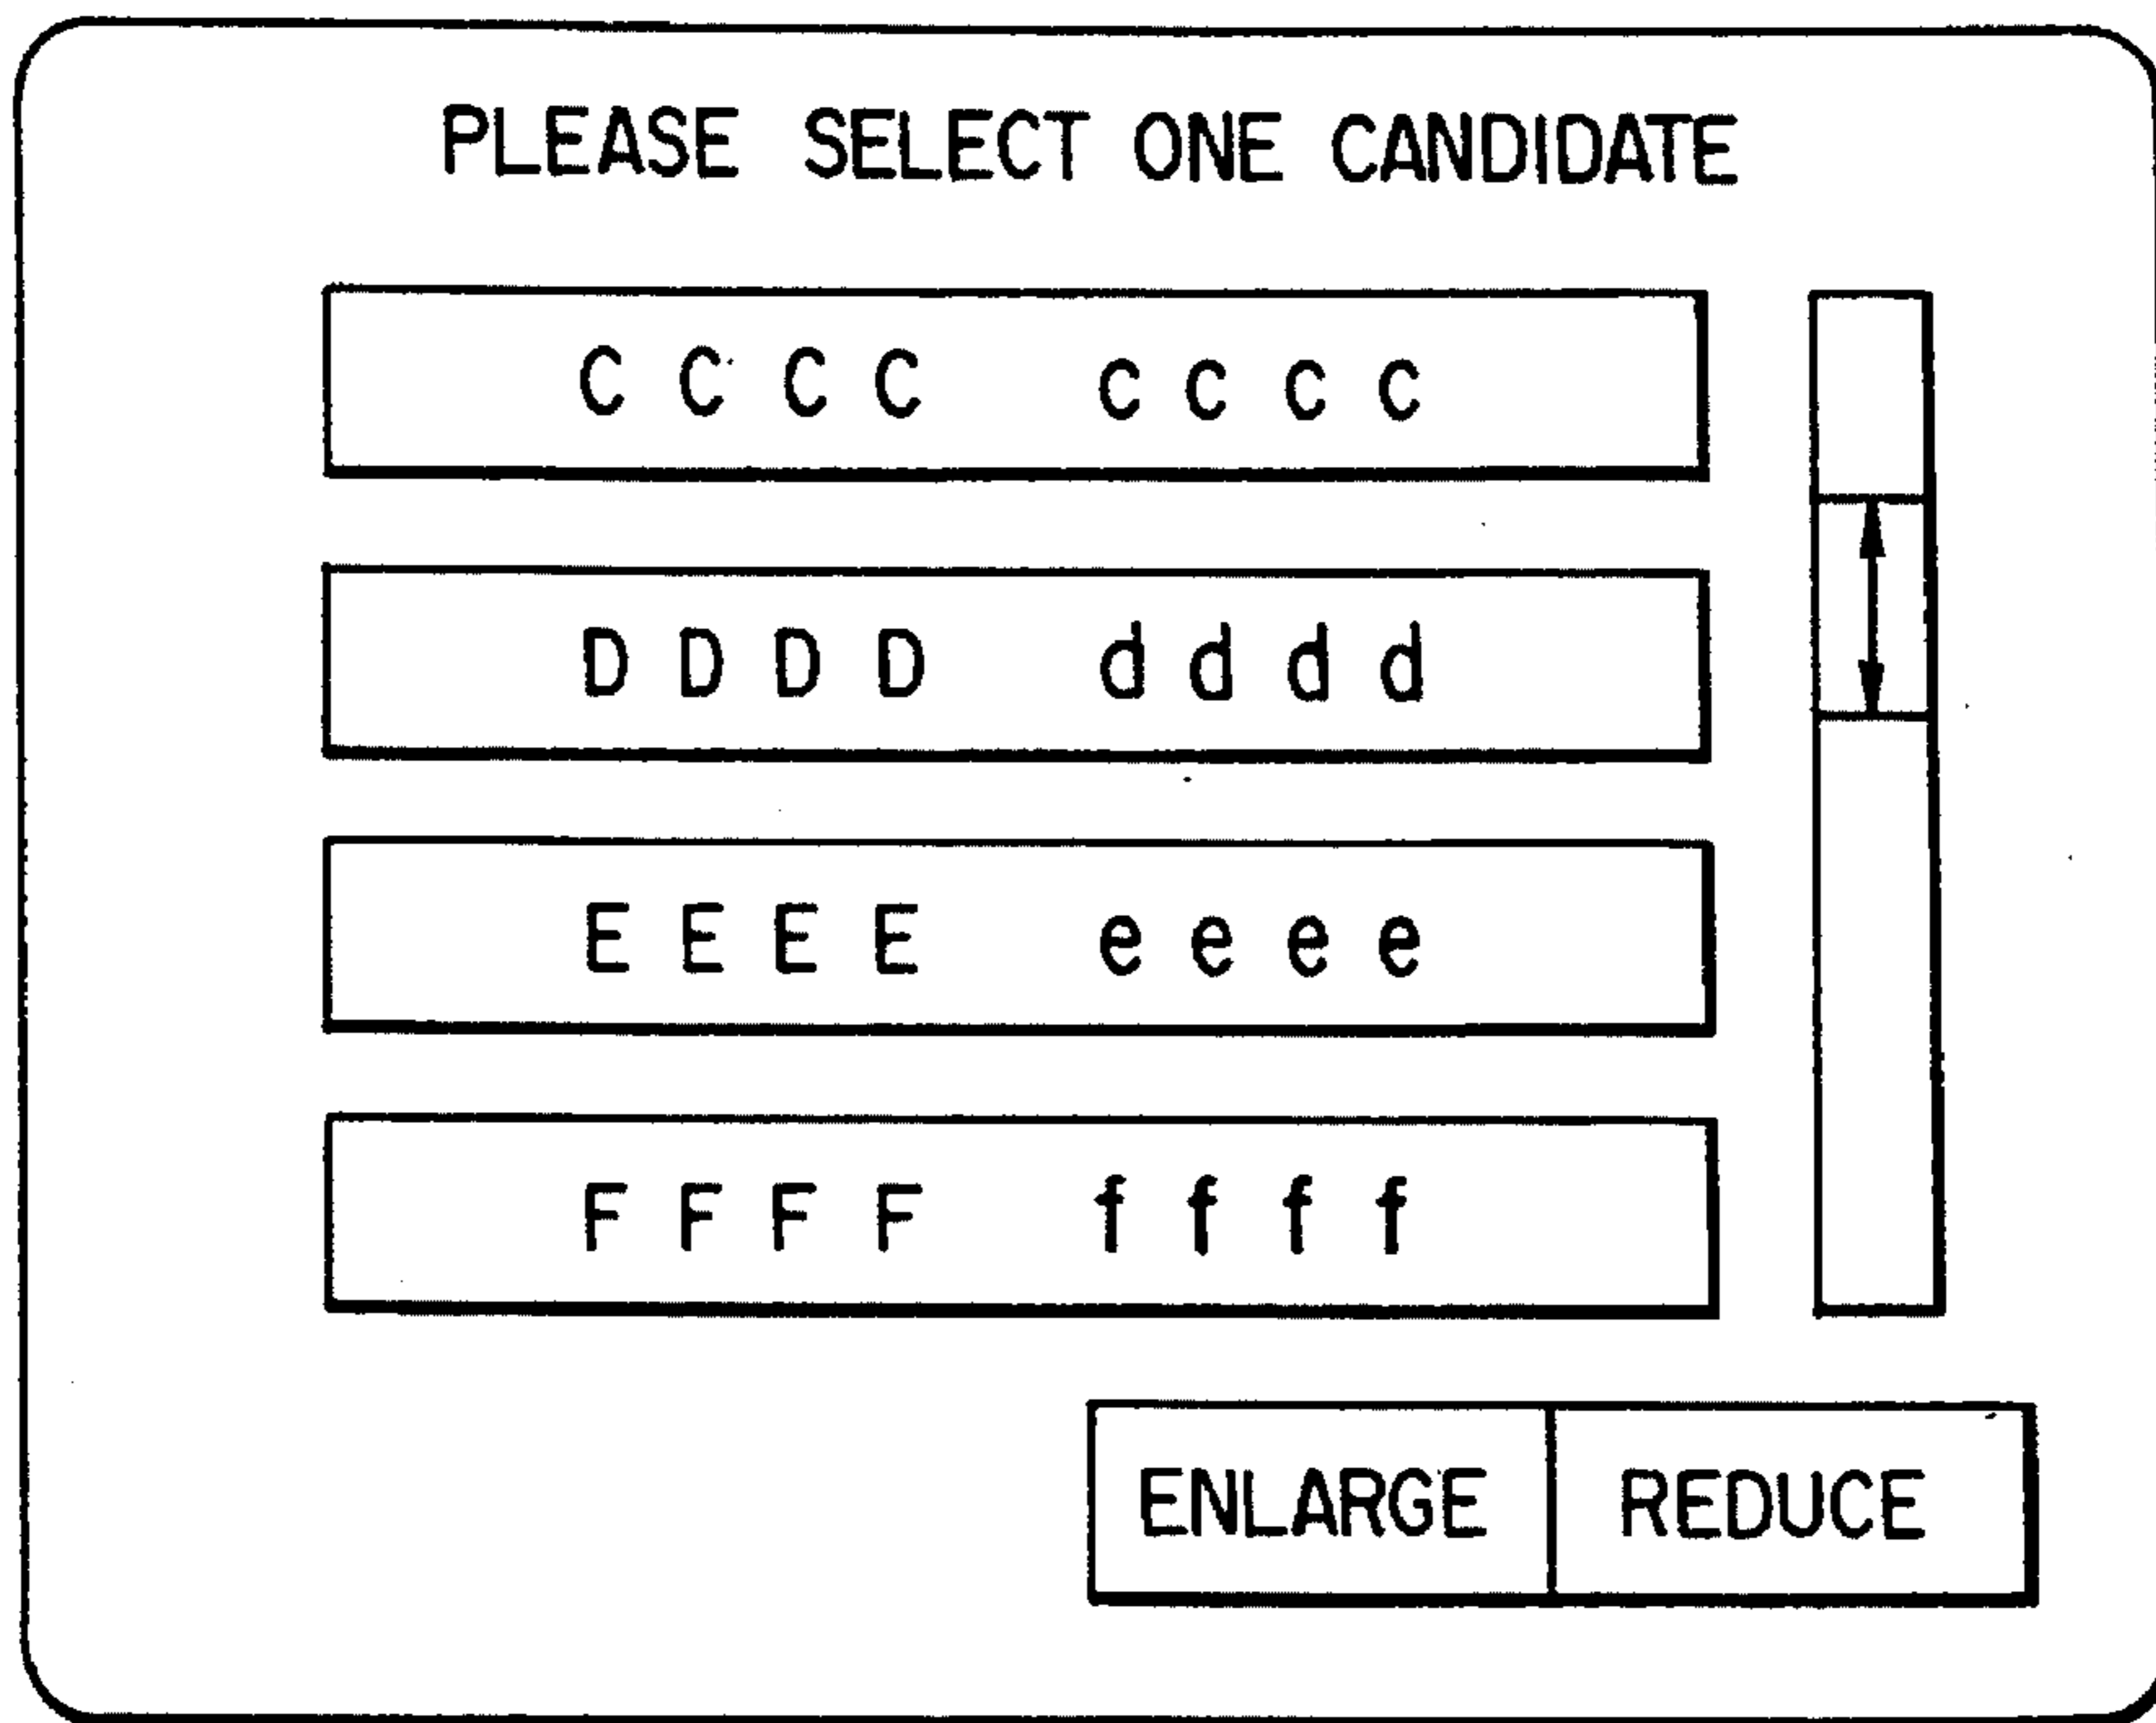 PLEASE SELECT ONE CANDIDATE
C C C C c c c c
D D D D d d d d
E E E E e e e e
F F F F f f f f
ENLARGE REDUCE